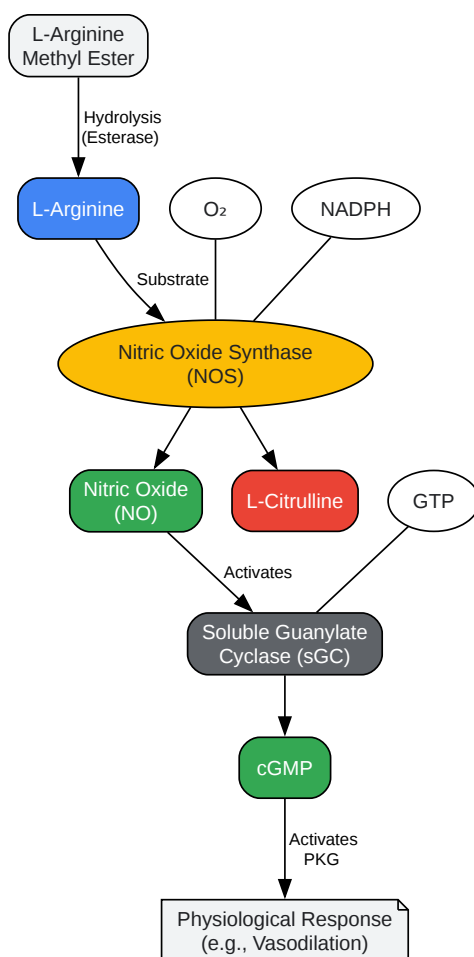 L-Arginine
Methyl Ester
Hydrolysis
(Esterase)
L-Arginine
O₂
NADPH
Substrate
Nitric Oxide Synthase
(NOS)
Nitric Oxide
(NO)
L-Citrulline
GTP
Activates
Soluble Guanylate
Cyclase (sGC)
cGMP
Activates
PKG
Physiological Response
(e.g., Vasodilation)